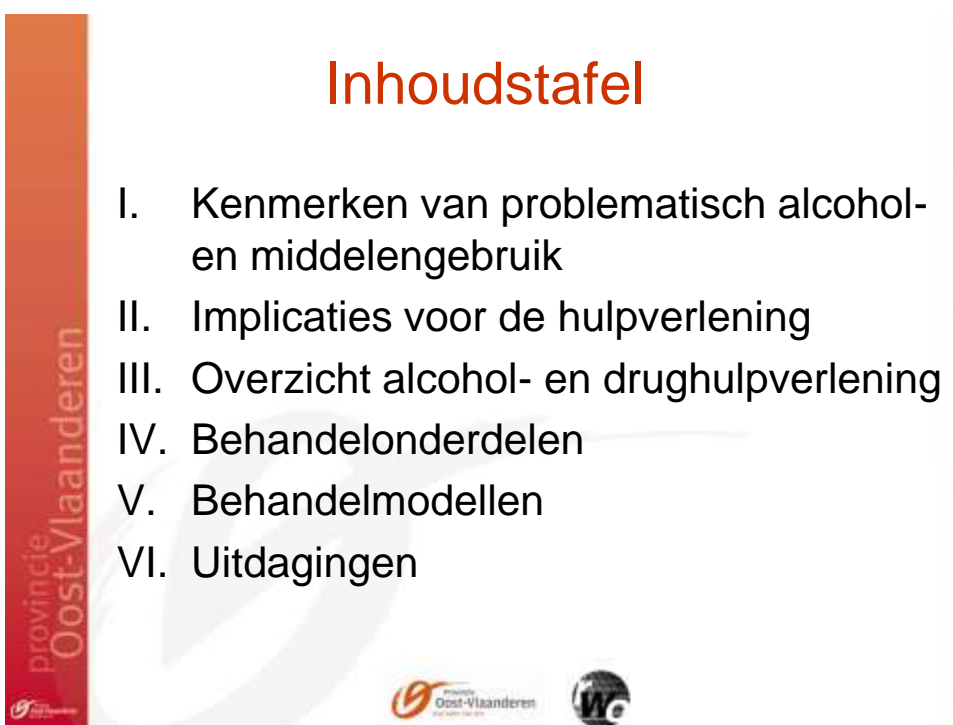 Inhoudstafel
I. Kenmerken van problematisch alcohol-
en middelengebruik
II. Implicaties voor de hulpverlening
III. Overzicht alcohol- en drughulpverlening
IV. Behandelonderdelen
V. Behandelmodellen
VI. Uitdagingen
provincie
Oost-Vlaanderen
Oost-Vlaanderen